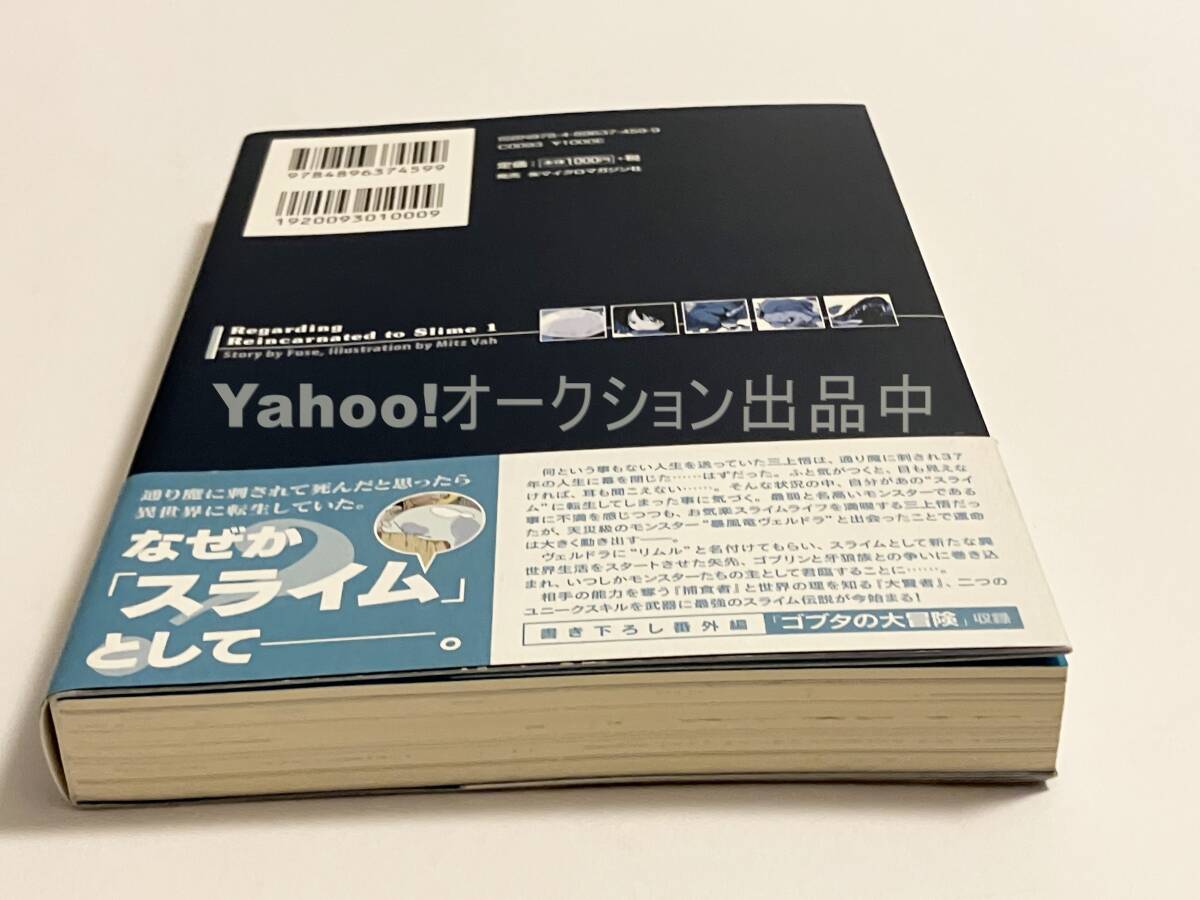 9784896374599
1920093010009
ISBN978-4-89637-459-9
C0093 ¥1000E
定価：本体1000円＋税
発売 ㈱マイクロマガジン社
Regarding
Reincarnated to Slime 1
Story by Fuse, illustration by Mitz Vah
Yahoo!オークション出品中
通り魔に刺されて死んだと思ったら
異世界に転生していた。
なぜか
「スライム」
として───。
何という事もない人生を送っていた三上悟は、通り魔に刺され37
年の人生に幕を閉じた……はずだった。ふと気がつくと、目も見えな
ければ、耳も聞こえない……。そんな状況の中、自分があの“スライ
ム”に転生してしまった事に気づく。最弱と名高いモンスターである
事に不満を感じつつも、お気楽スライムライフを満喫する三上悟だっ
たが、天災級のモンスター“暴風竜ヴェルドラ”と出会ったことで運命
は大きく動き出す──。
ヴェルドラに“リムル”と名付けてもらい、スライムとして新たな異
世界生活をスタートさせた矢先、ゴブリンと牙狼族との争いに巻き込
まれ、いつしかモンスターたちの主として君臨することに……。
相手の能力を奪う『捕食者』と世界の理を知る『大賢者』、二つの
ユニークスキルを武器に最強のスライム伝説が今始まる！
書き下ろし番外編 「ゴブタの大冒険」収録